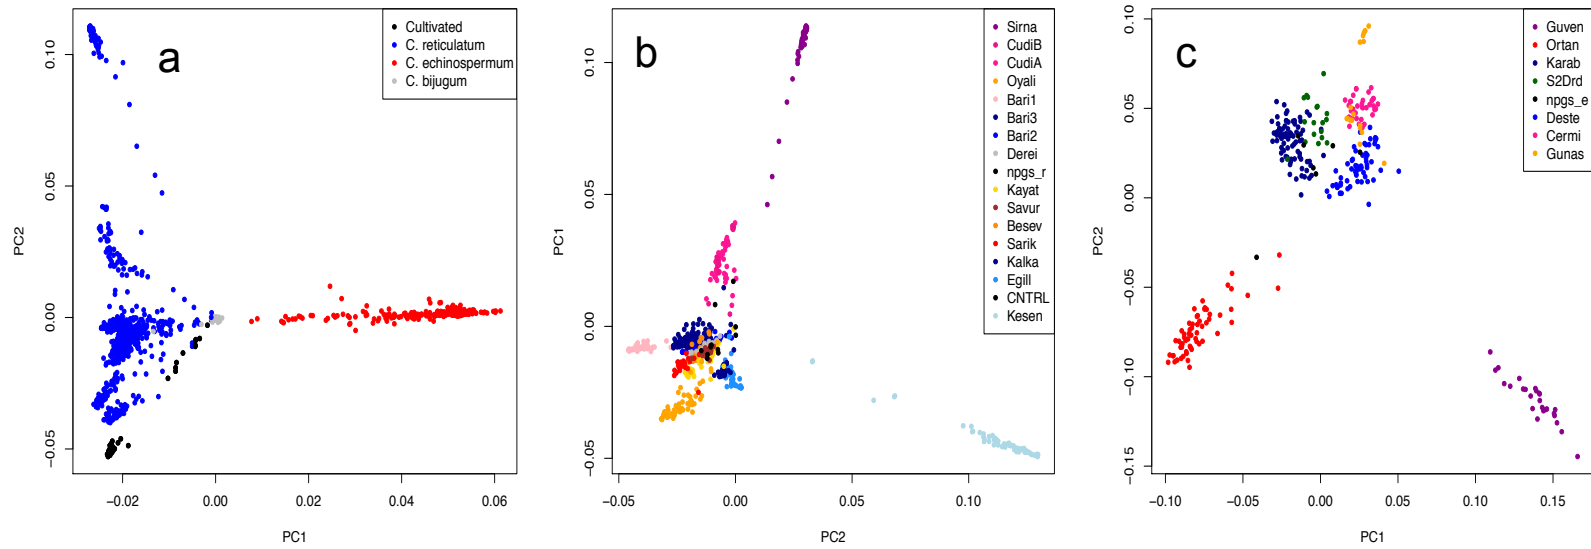 a
Cultivated
C. reticulatum
C. echinospermum
C. bijugum
0.10
0.05
0.00
−0.05
PC2
−0.02
0.00
0.02
0.04
0.06
PC1
b
Sirna
CudiB
CudiA
Oyali
Bari1
Bari3
Bari2
Derei
npgs_r
Kayat
Savur
Besev
Sarik
Kalka
Egill
CNTRL
Kesen
0.10
0.05
0.00
−0.05
PC1
−0.05
0.00
0.05
0.10
PC2
c
Guven
Ortan
Karab
S2Drd
npgs_e
Deste
Cermi
Gunas
0.10
0.05
0.00
−0.05
−0.10
−0.15
PC2
−0.10
−0.05
0.00
0.05
0.10
0.15
PC1